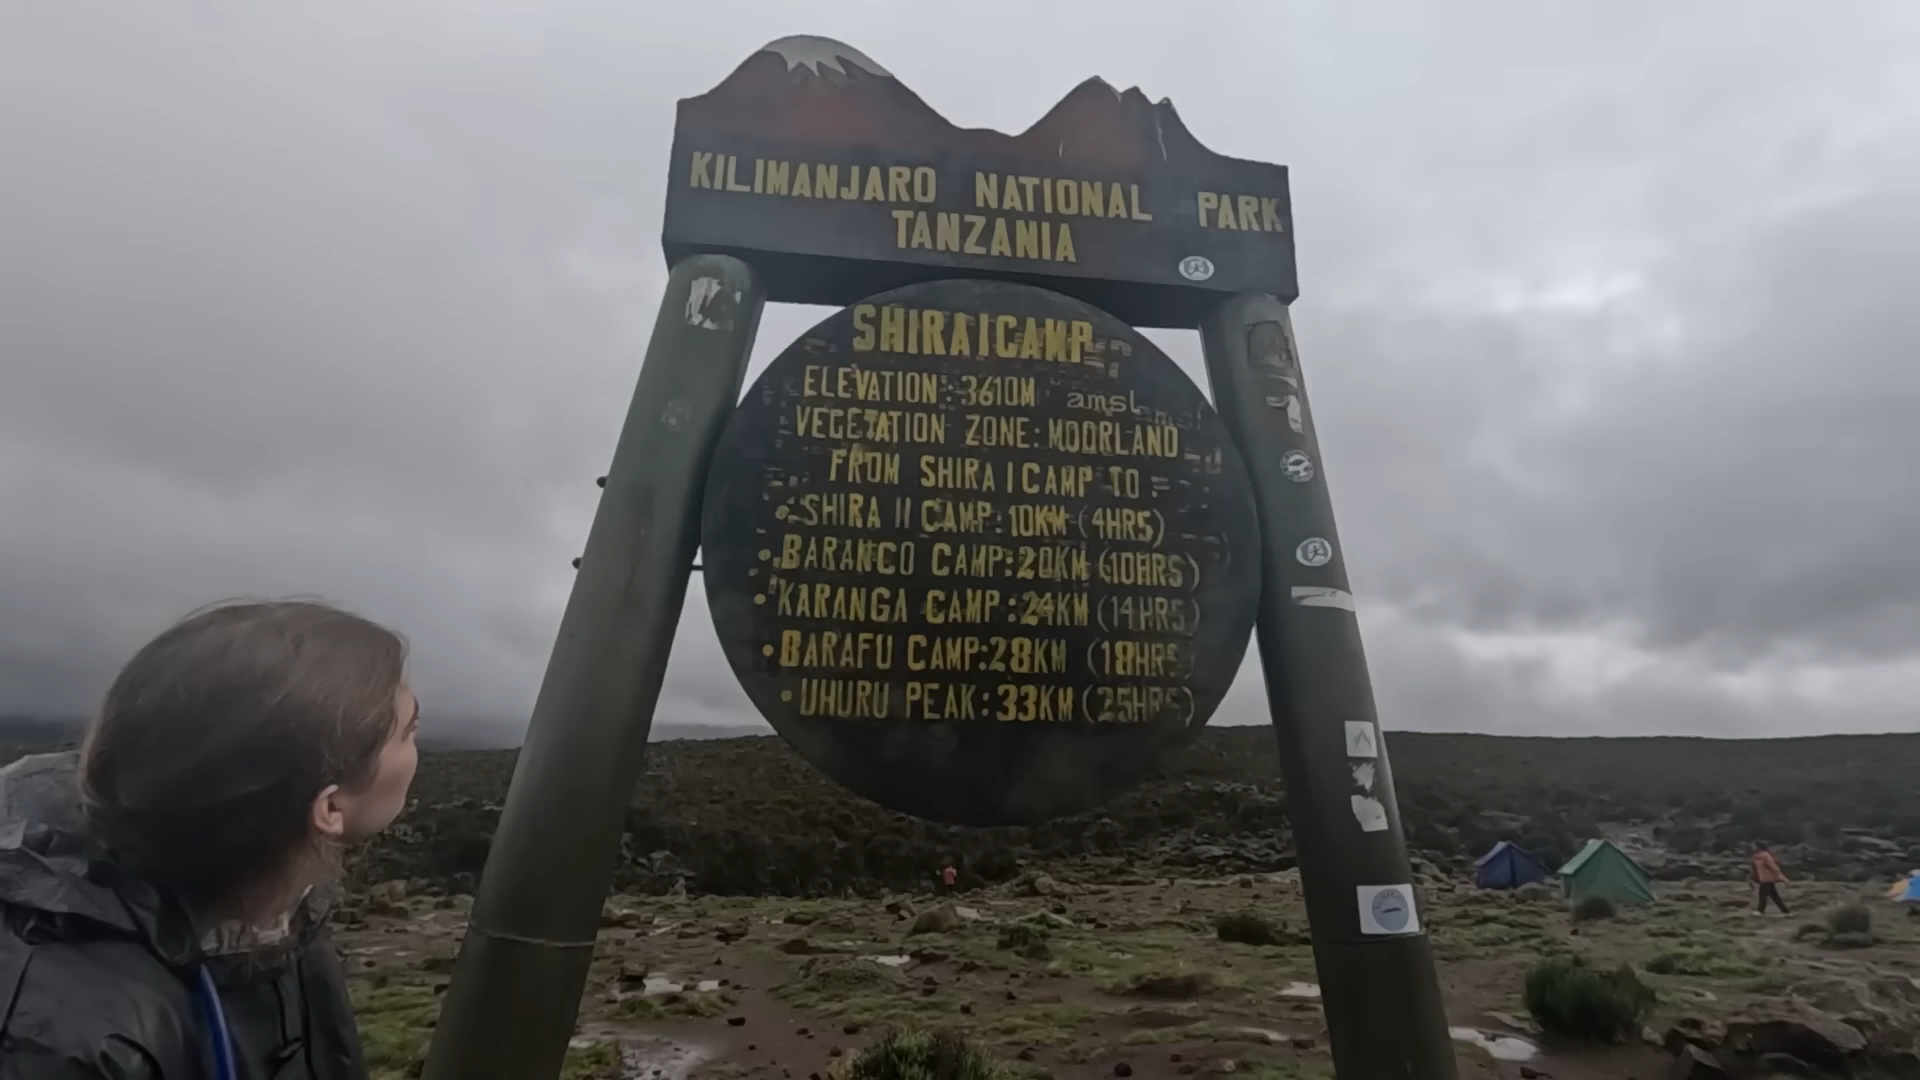 KILIMANJARO NATIONAL PARK
TANZANIA
SHIRA I CAMP
ELEVATION: 3610M amsl
VEGETATION ZONE: MOORLAND
FROM SHIRA I CAMP TO
• SHIRA II CAMP: 10KM (4HRS)
• BARANCO CAMP: 20KM (10HRS)
• KARANGA CAMP: 24KM (14HRS)
• BARAFU CAMP: 28KM (18HRS)
• UHURU PEAK: 33KM (25HRS)